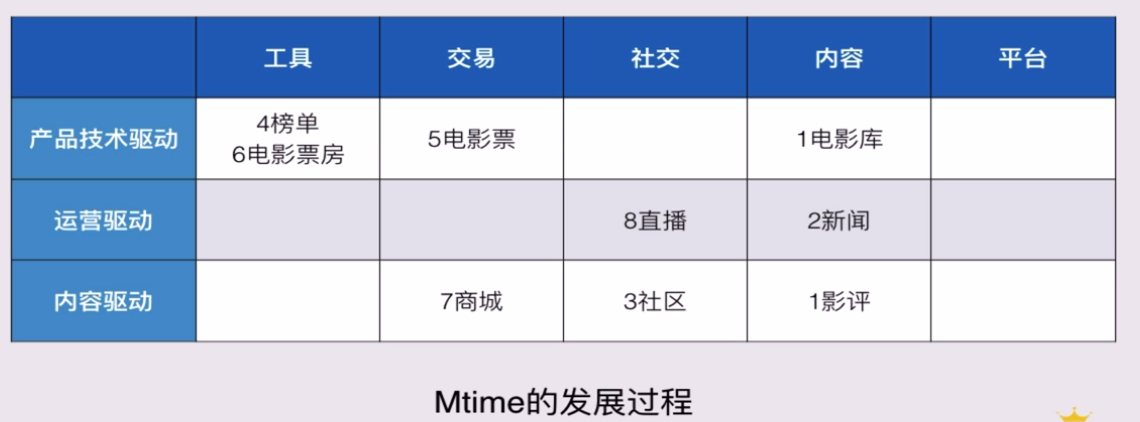 工具 交易 社交 内容 平台
产品技术驱动 4榜单 6电影票房 5电影票 1电影库
运营驱动 8直播 2新闻
内容驱动 7商城 3社区 1影评
Mtime的发展过程